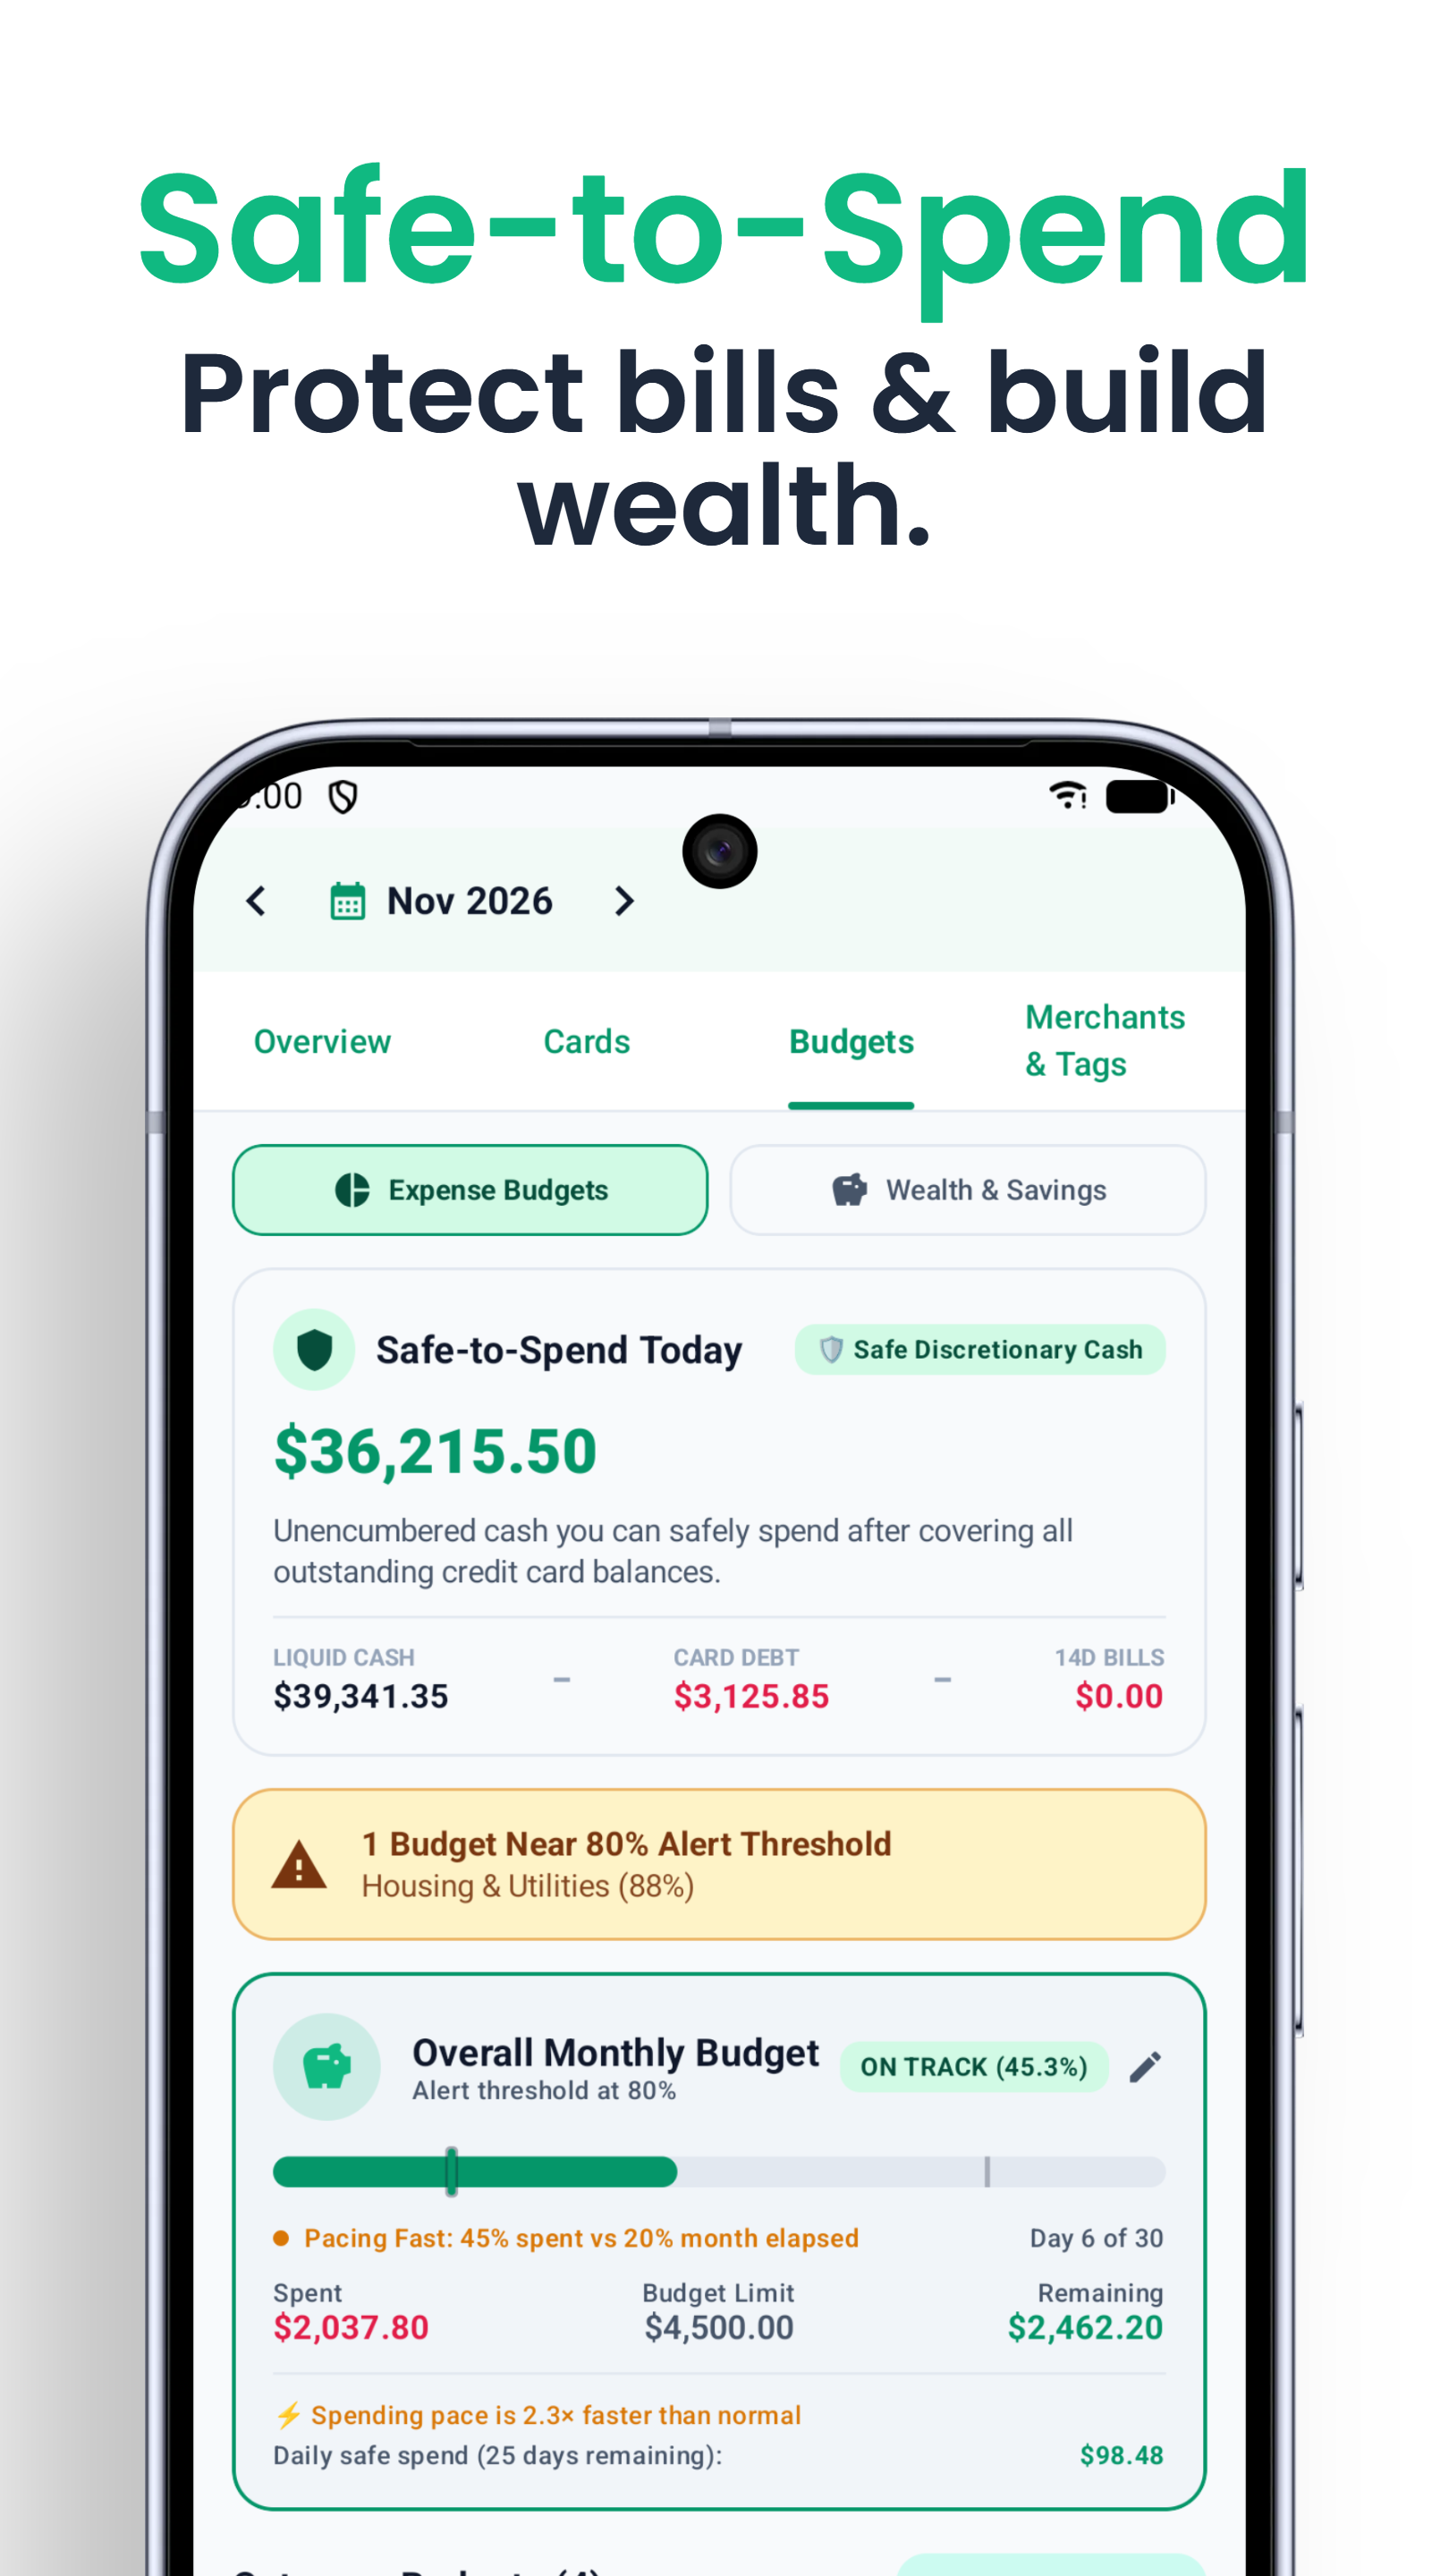 Safe-to-Spend
Protect bills & build
wealth.
:00
Nov 2026
Overview
Cards
Budgets
Merchants
& Tags
Expense Budgets
Wealth & Savings
Safe-to-Spend Today
Safe Discretionary Cash
$36,215.50
Unencumbered cash you can safely spend after covering all
outstanding credit card balances.
LIQUID CASH
$39,341.35
–
CARD DEBT
$3,125.85
–
14D BILLS
$0.00
1 Budget Near 80% Alert Threshold
Housing & Utilities (88%)
Overall Monthly Budget
Alert threshold at 80%
ON TRACK (45.3%)
Pacing Fast: 45% spent vs 20% month elapsed
Day 6 of 30
Spent
$2,037.80
Budget Limit
$4,500.00
Remaining
$2,462.20
⚡ Spending pace is 2.3× faster than normal
Daily safe spend (25 days remaining):
$98.48